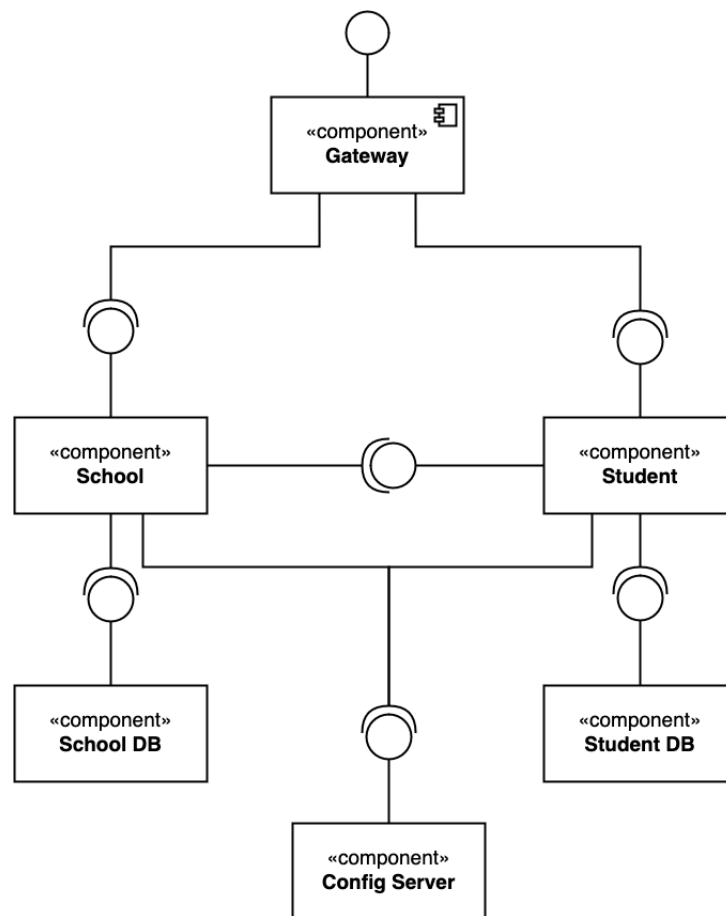 «component»
Gateway
«component»
School
«component»
Student
«component»
School DB
«component»
Student DB
«component»
Config Server